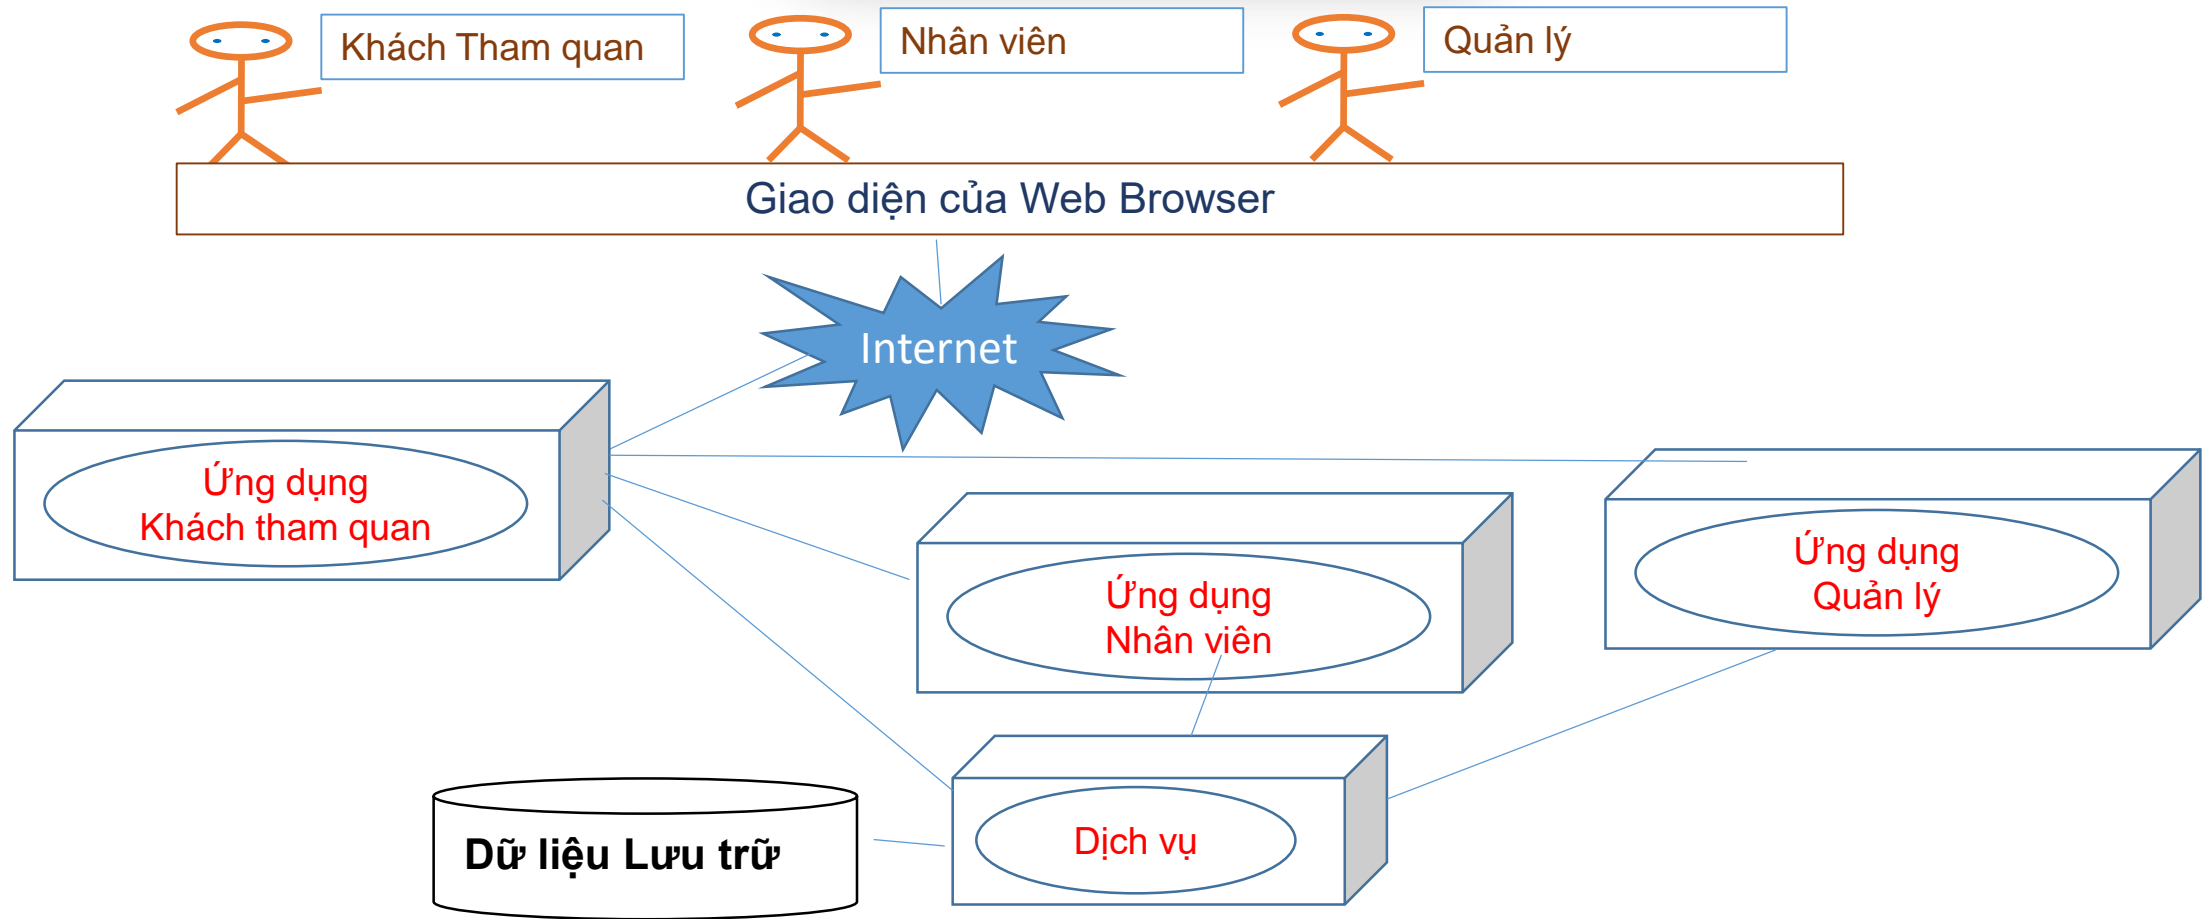 Khách Tham quan
Nhân viên
Quản lý
Giao diện của Web Browser
Internet
Ứng dụng
Khách tham quan
Ứng dụng
Nhân viên
Ứng dụng
Quản lý
Dữ liệu Lưu trữ
Dịch vụ